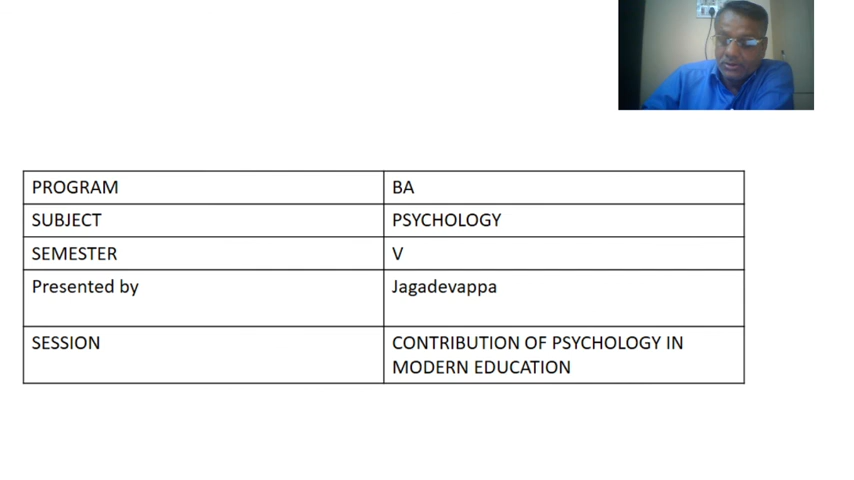 PROGRAM BA
SUBJECT PSYCHOLOGY
SEMESTER V
Presented by Jagadevappa
SESSION CONTRIBUTION OF PSYCHOLOGY IN
MODERN EDUCATION